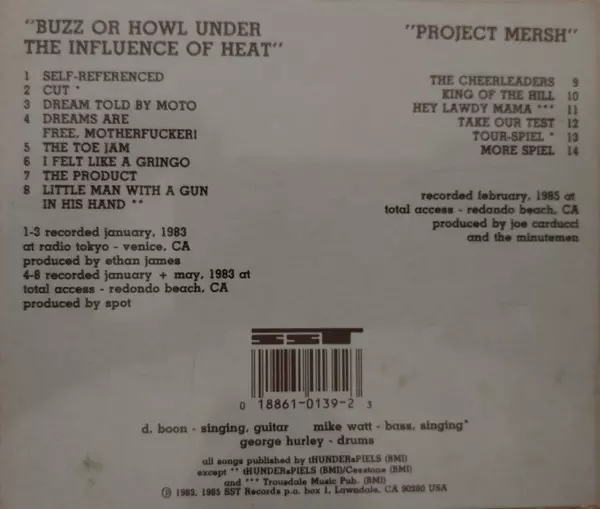 "BUZZ OR HOWL UNDER
THE INFLUENCE OF HEAT"
1 SELF-REFERENCED
2 CUT *
3 DREAM TOLD BY MOTO
4 DREAMS ARE
FREE, MOTHERFUCKER!
5 THE TOE JAM
6 I FELT LIKE A GRINGO
7 THE PRODUCT
8 LITTLE MAN WITH A GUN
IN HIS HAND **
1-3 recorded january, 1983
at radio tokyo - venice, CA
produced by ethan james
4-8 recorded january + may, 1983 at
total access - redondo beach, CA
produced by spot
"PROJECT MERSH"
THE CHEERLEADERS 9
KING OF THE HILL 10
HEY LAWDY MAMA *** 11
TAKE OUR TEST 12
TOUR-SPIEL * 13
MORE SPIEL 14
recorded february, 1985 at
total access - redondo beach, CA
produced by joe carducci
and the minutemen
SST
0 18861-0139-2 3
d. boon - singing, guitar mike watt - bass, singing*
george hurley - drums
all songs published by tHUNDERsPIELS (BMI)
except ** tHUNDERsPIELS (BMI)/Cesstone (BMI)
and *** Trousdale Music Pub. (BMI)
Ⓟ 1983, 1985 SST Records p.o. box 1, Lawndale, CA 90260 USA